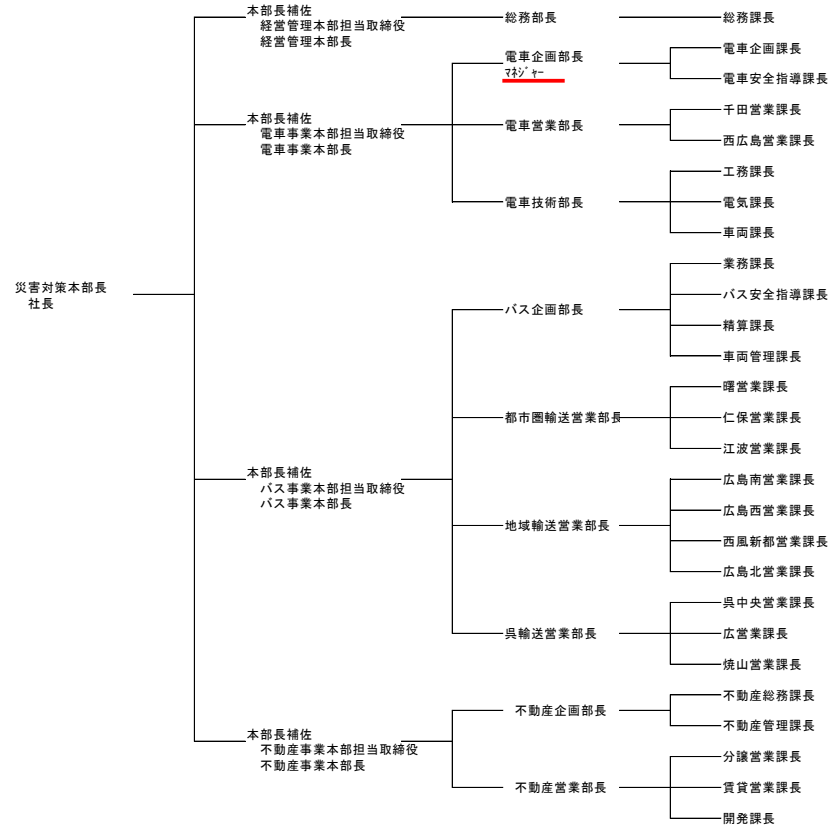 災害対策本部長
社長
本部長補佐
経営管理本部担当取締役
経営管理本部長
総務部長
総務課長
本部長補佐
電車事業本部担当取締役
電車事業本部長
電車企画部長
マネジャー
電車企画課長
電車安全指導課長
電車営業部長
千田営業課長
西広島営業課長
電車技術部長
工務課長
電気課長
車両課長
本部長補佐
バス事業本部担当取締役
バス事業本部長
バス企画部長
業務課長
バス安全指導課長
精算課長
車両管理課長
都市圏輸送営業部長
曙営業課長
仁保営業課長
江波営業課長
地域輸送営業部長
広島南営業課長
広島西営業課長
西風新都営業課長
広島北営業課長
呉輸送営業部長
呉中央営業課長
広営業課長
焼山営業課長
本部長補佐
不動産事業本部担当取締役
不動産事業本部長
不動産企画部長
不動産総務課長
不動産管理課長
不動産営業部長
分譲営業課長
賃貸営業課長
開発課長